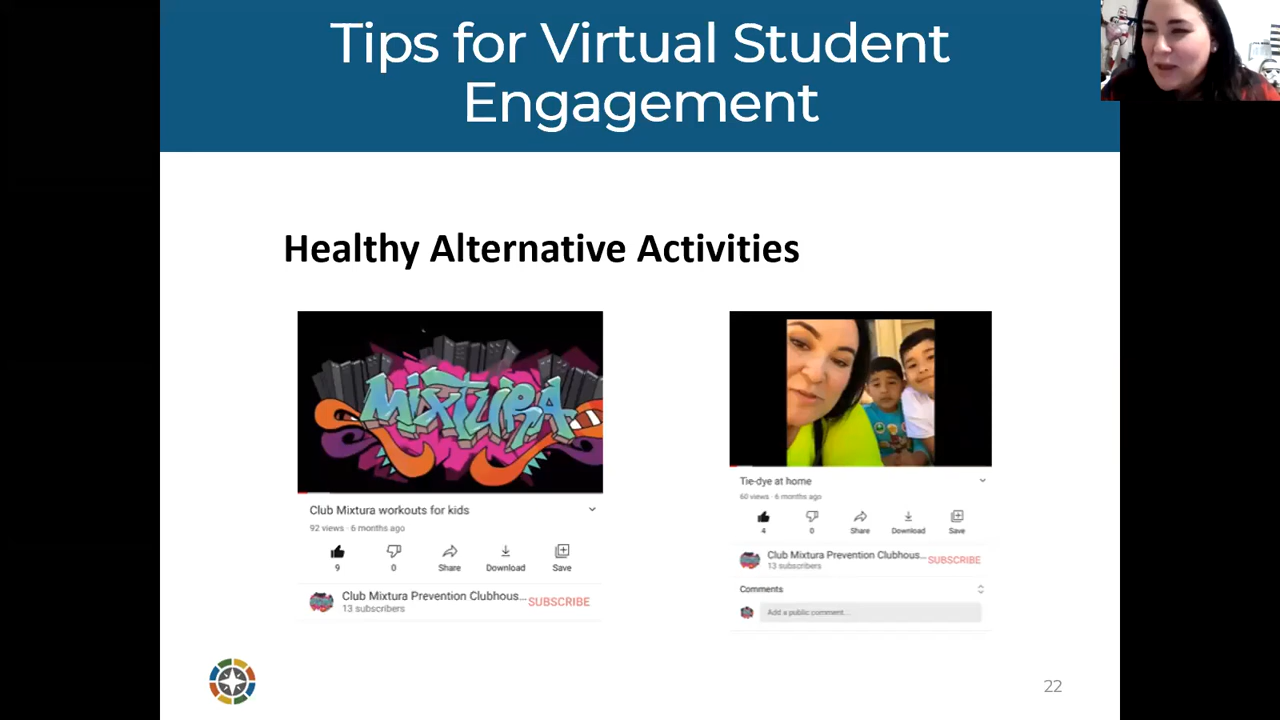 Tips for Virtual Student
Engagement
Healthy Alternative Activities
MIXTURA
Club Mixtura workouts for kids
92 views · 6 months ago
9
0
Share
Download
Save
Club Mixtura Prevention Clubhous...
13 subscribers
SUBSCRIBE
Tie-dye at home
60 views · 6 months ago
4
0
Share
Download
Save
Club Mixtura Prevention Clubhous...
13 subscribers
SUBSCRIBE
Comments
Add a public comment...
22